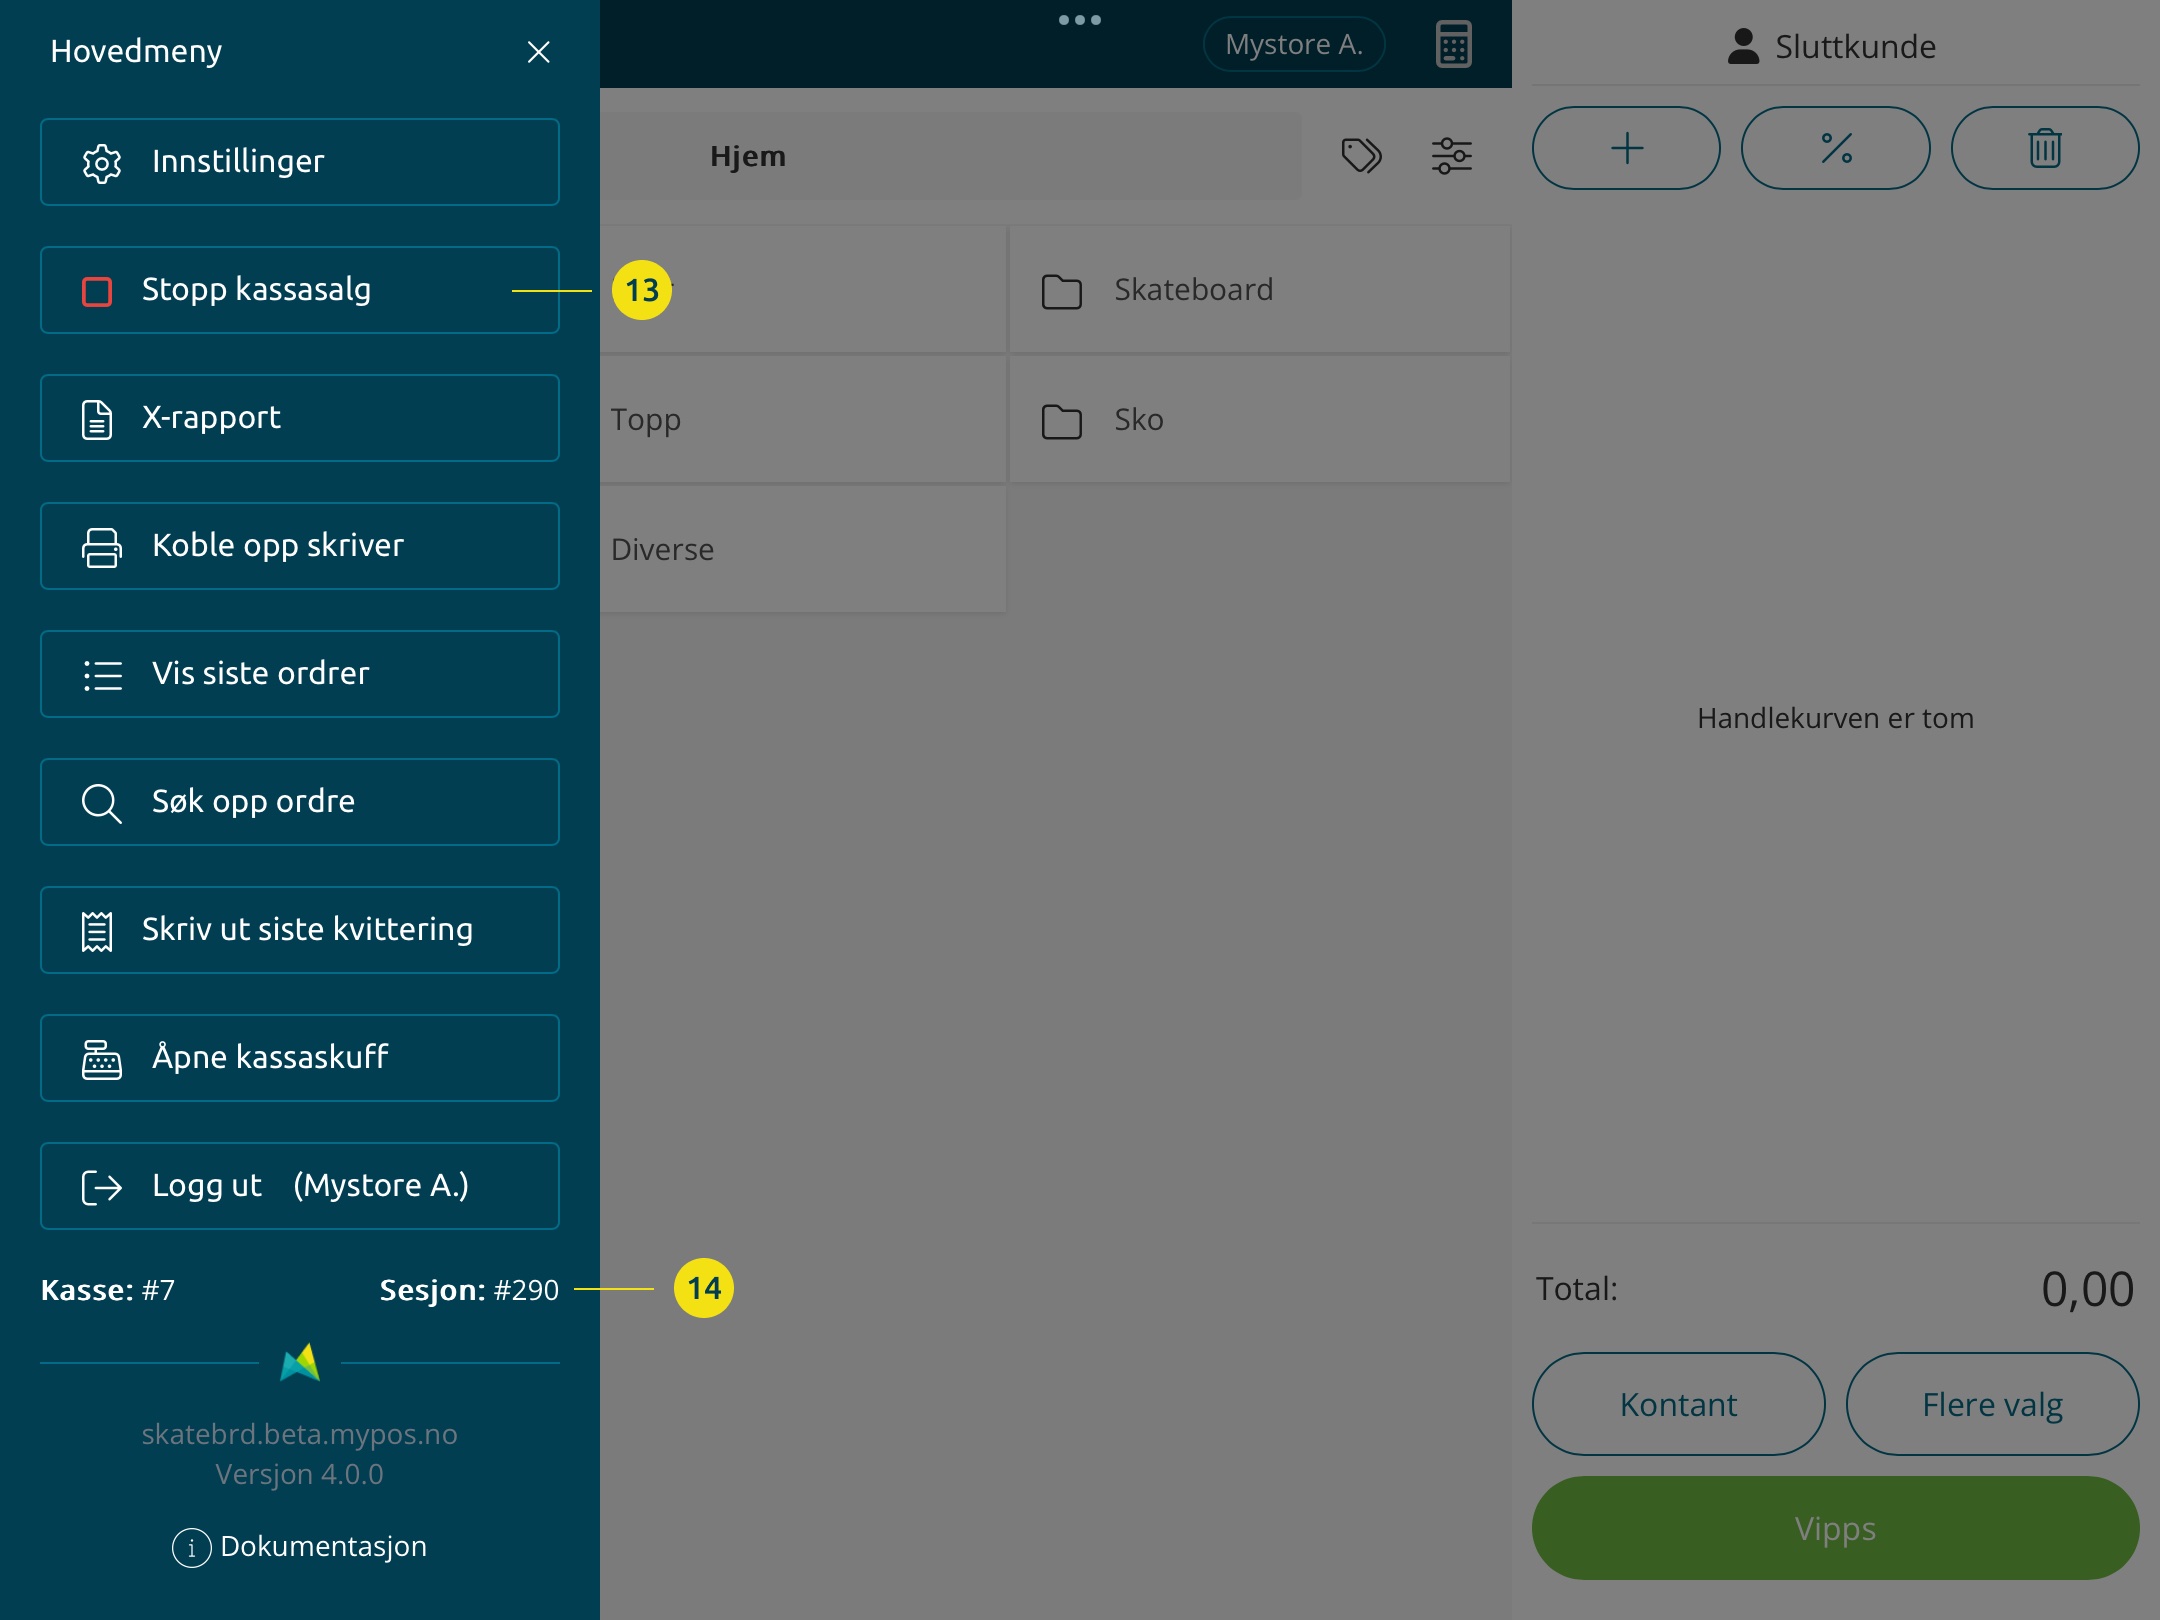 Hovedmeny
Innstillinger
Stopp kassasalg
13
X-rapport
Koble opp skriver
Vis siste ordrer
Søk opp ordre
Skriv ut siste kvittering
Åpne kassaskuff
Logg ut (Mystore A.)
Kasse: #7 Sesjon: #290
14
skatebrd.beta.mypos.no
Versjon 4.0.0
Dokumentasjon
Mystore A.
Hjem
Skateboard
Topp
Sko
Diverse
Sluttkunde
Handlekurven er tom
Total: 0,00
Kontant
Flere valg
Vipps